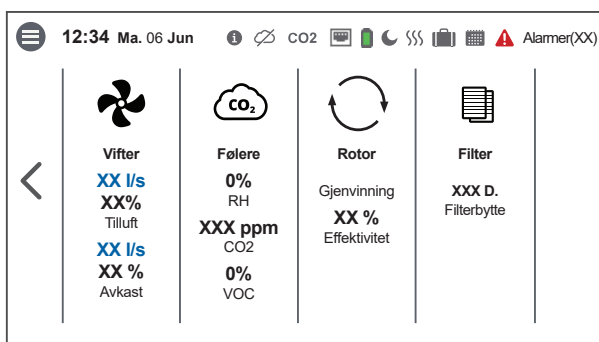 12:34 Ma. 06 Jun CO2 Alarmer(XX)
CO₂
Vifter
XX l/s
XX%
Tilluft
XX l/s
XX %
Avkast
Følere
0%
RH
XXX ppm
CO2
0%
VOC
Rotor
Gjenvinning
XX %
Effektivitet
Filter
XXX D.
Filterbytte